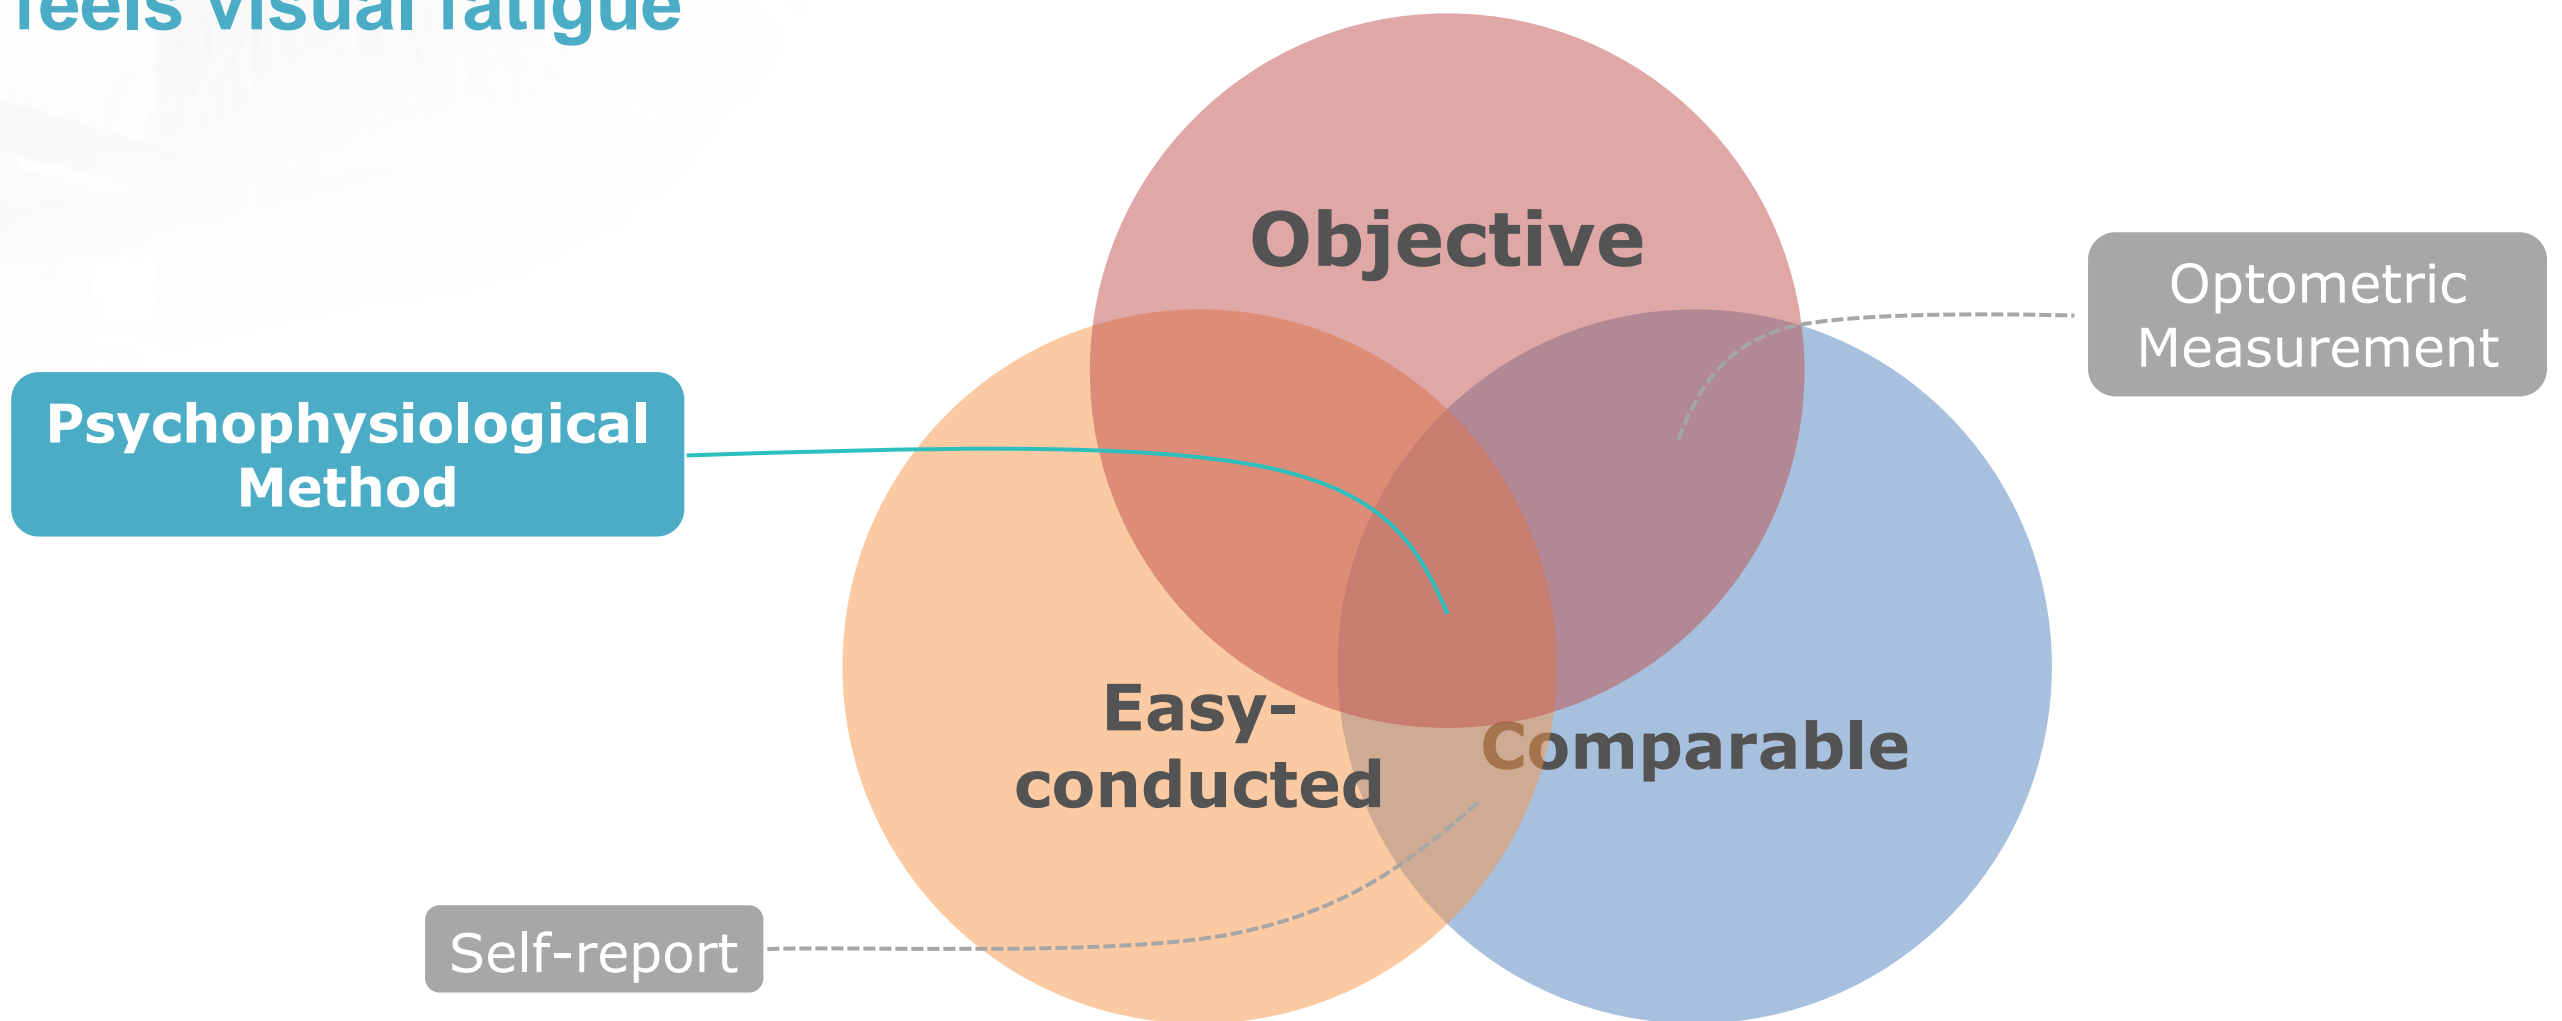 feels visual fatigue
Objective
Optometric
Measurement
Psychophysiological
Method
Easy-
conducted
Comparable
Self-report